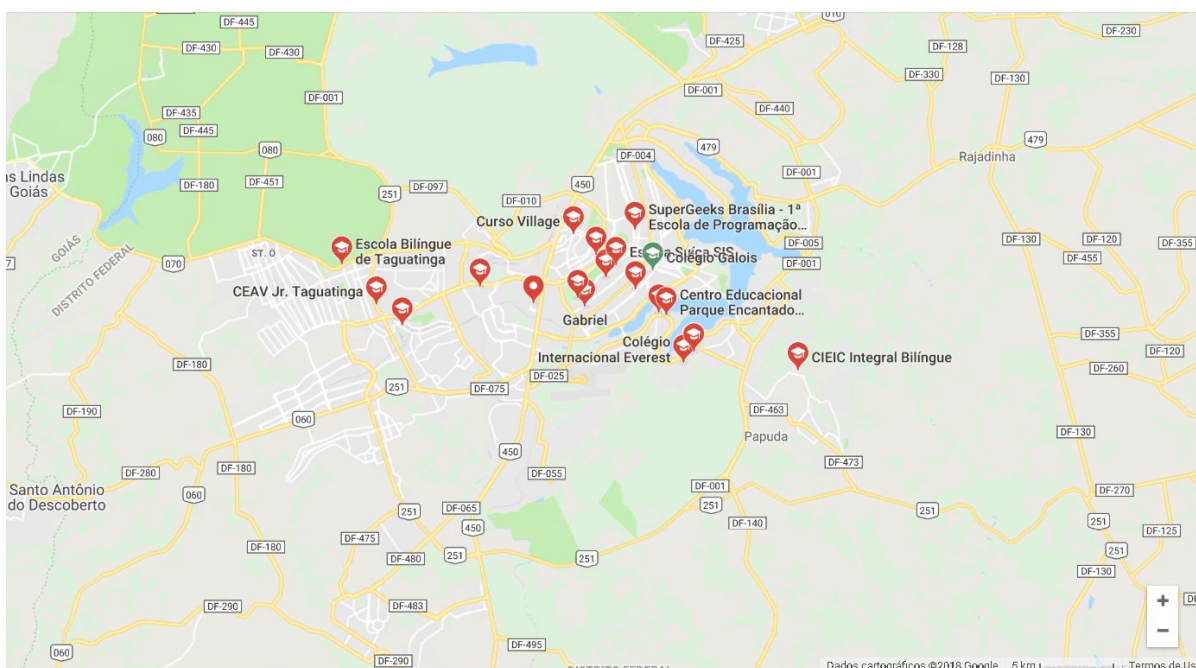 DF-445
010
DF-230
DF-430
DF-430
DF-425
DF-128
DF-330
DF-130
DF-001
DF-001
DF-435
DF-440
DF-445
080
479
479
080
DF-004
Rajadinha
as Lindas
Goiás
DF-180
DF-451
251
DF-097
450
DF-001
DF-010
Curso Village
SuperGeeks Brasília - 1ª
Escola de Programação...
GOIÁS
DISTRITO FEDERAL
ST. O
Escola Bilíngue
de Taguatinga
Colégio Galois
DF-005
DF-130
DF-120
DF-355
070
DF-001
DF-455
CEAV Jr. Taguatinga
Gabriel
Centro Educacional
Parque Encantado...
Colégio
Internacional Everest
CIEIC Integral Bilíngue
DF-355
DF-120
DF-180
DF-260
DF-025
251
DF-075
DF-190
060
DF-463
DF-130
Papuda
450
DF-280
DF-180
DF-055
DF-473
Santo Antônio
do Descoberto
060
DF-001
DF-270
DF-065
251
251
251
DF-140
DF-125
450
DF-180
DF-475
DF-480
251
251
DF-130
DF-290
DF-483
060
DF-290
DF-495
DISTRITO FEDERAL
Dados cartográficos ©2018 Google
5 km
Termos de Us